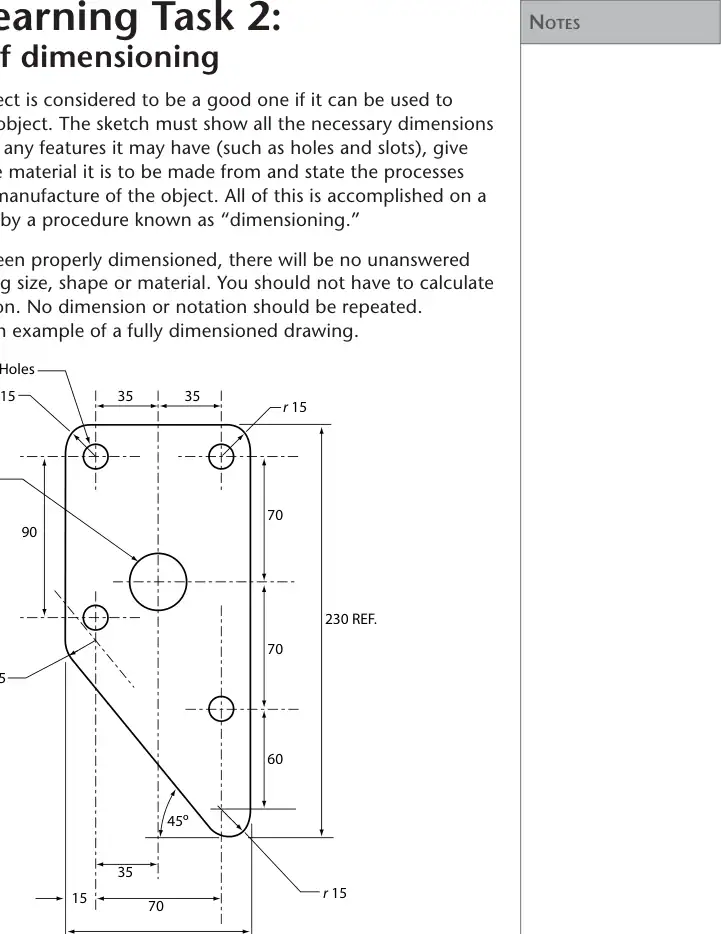 earning Task 2:
f dimensioning
NOTES
ect is considered to be a good one if it can be used to
object. The sketch must show all the necessary dimensions
any features it may have (such as holes and slots), give
e material it is to be made from and state the processes
manufacture of the object. All of this is accomplished on a
by a procedure known as “dimensioning.”
een properly dimensioned, there will be no unanswered
g size, shape or material. You should not have to calculate
on. No dimension or notation should be repeated.
n example of a fully dimensioned drawing.
Holes
15
35
35
r 15
70
90
230 REF.
70
5
60
45º
35
15
70
r 15